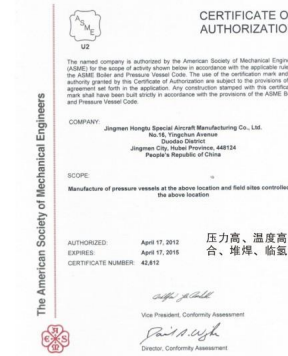 ASME
U2
CERTIFICATE O
AUTHORIZATIO
The named company is authorized by the American Society of Mechanical Engine
(ASME) for the scope of activity shown below in accordance with the applicable rule
the ASME Boiler and Pressure Vessel Code. The use of the certification mark and
authority granted by this Certificate of Authorization are subject to the provisions of
agreement set forth in the application. Any construction stamped with this certifica
mark shall have been built strictly in accordance with the provisions of the ASME B
and Pressure Vessel Code.
COMPANY:
Jingmen Hongtu Special Aircraft Manufacturing Co., Ltd.
No.16, Yingchun Avenue
Duodao District
Jingmen City, Hubei Province, 448124
People's Republic of China
SCOPE:
Manufacture of pressure vessels at the above location and field sites controlled
the above location
AUTHORIZED: April 17, 2012
EXPIRES: April 17, 2015
CERTIFICATE NUMBER: 42,612
压力高、温度高
合、堆焊、临氢
Vice President, Conformity Assessment
Director, Conformity Assessment
The American Society of Mechanical Engineers